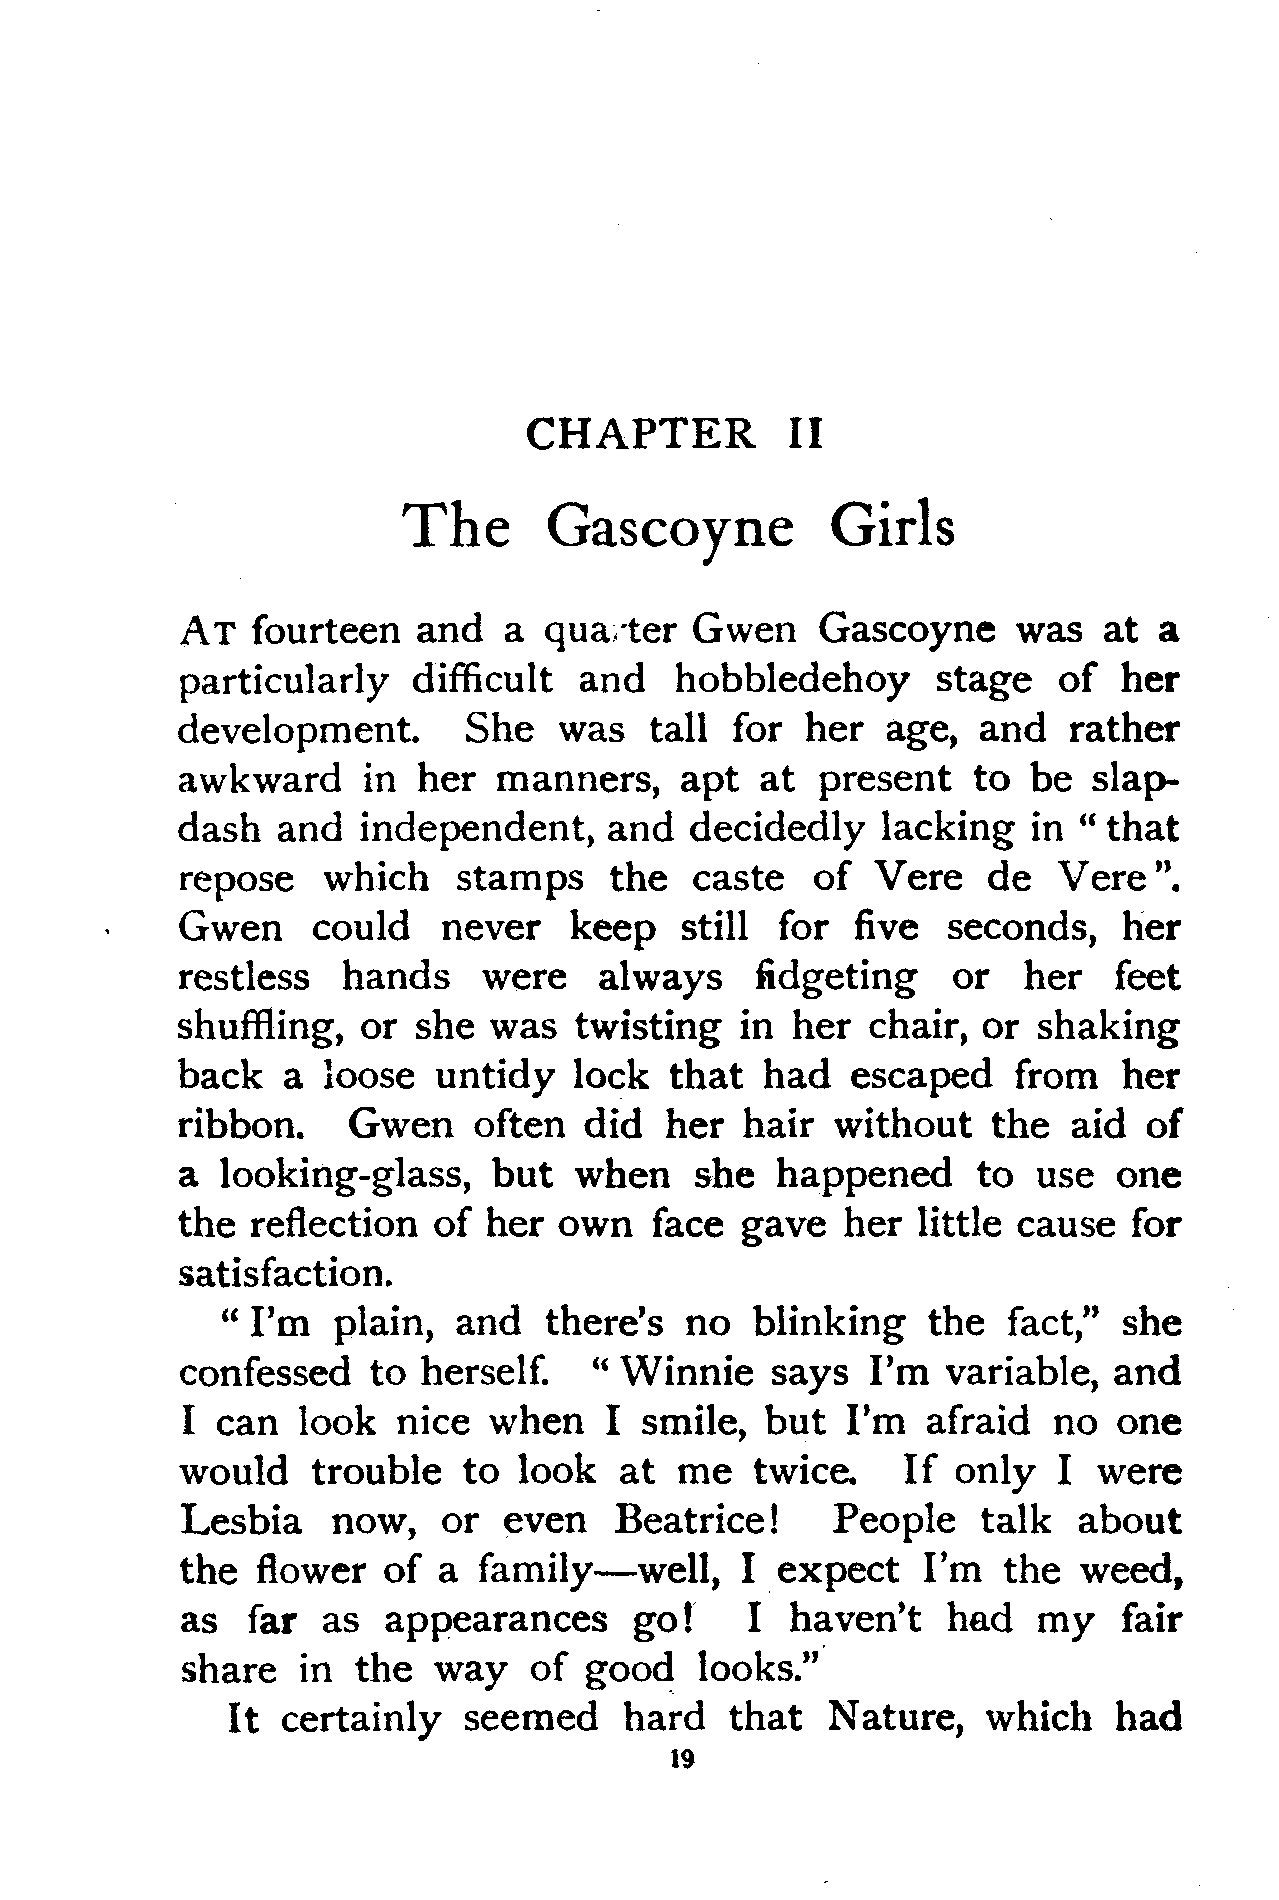 CHAPTER II
The Gascoyne Girls
AT fourteen and a quarter Gwen Gascoyne was at a
particularly difficult and hobbledehoy stage of her
development. She was tall for her age, and rather
awkward in her manners, apt at present to be slap-
dash and independent, and decidedly lacking in “ that
repose which stamps the caste of Vere de Vere ”.
Gwen could never keep still for five seconds, her
restless hands were always fidgeting or her feet
shuffling, or she was twisting in her chair, or shaking
back a loose untidy lock that had escaped from her
ribbon. Gwen often did her hair without the aid of
a looking-glass, but when she happened to use one
the reflection of her own face gave her little cause for
satisfaction.
“ I’m plain, and there’s no blinking the fact,” she
confessed to herself. “ Winnie says I’m variable, and
I can look nice when I smile, but I’m afraid no one
would trouble to look at me twice. If only I were
Lesbia now, or even Beatrice! People talk about
the flower of a family—well, I expect I’m the weed,
as far as appearances go! I haven’t had my fair
share in the way of good looks.”
It certainly seemed hard that Nature, which had
19